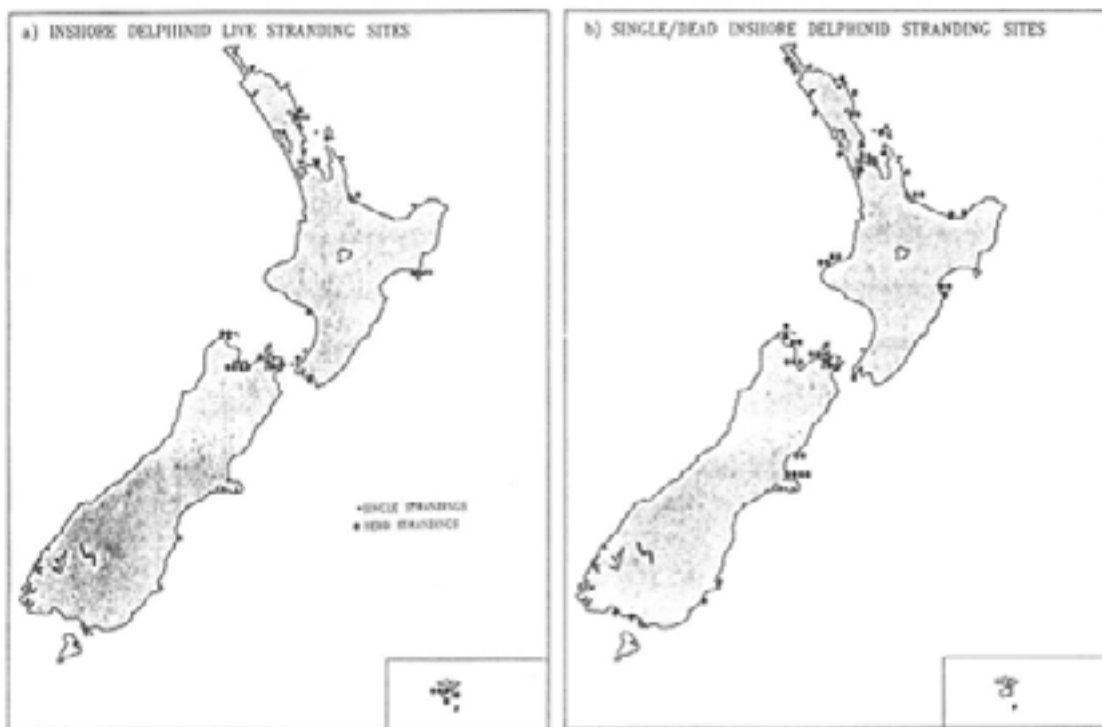 a) INSHORE DELPHINID LIVE STRANDING SITES
b) SINGLE/DEAD INSHORE DELPHINID STRANDING SITES
SINGLE STRANDINGS
HERD STRANDINGS